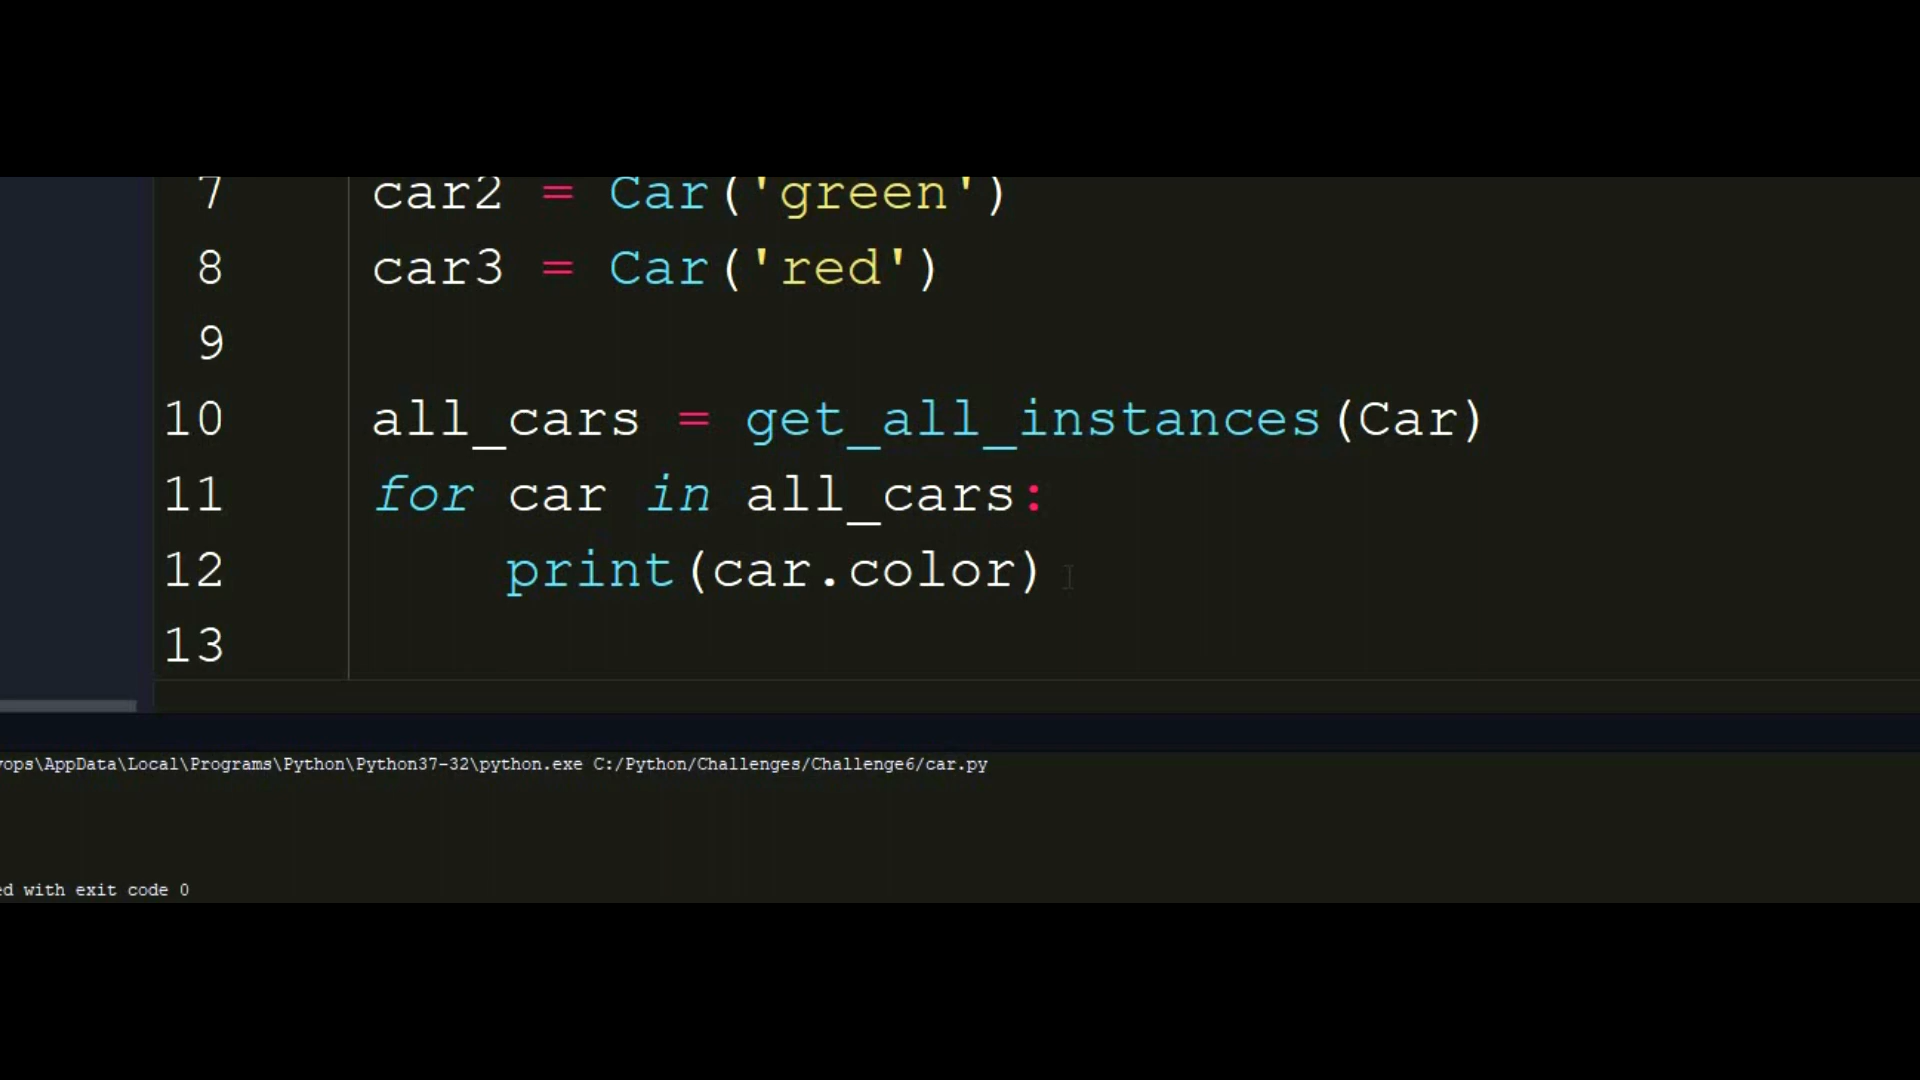 7 car2 = Car('green')
8 car3 = Car('red')
9
10 all_cars = get_all_instances(Car)
11 for car in all_cars:
12 print(car.color)
13
ops\AppData\Local\Programs\Python\Python37-32\python.exe C:/Python/Challenges/Challenge6/car.py
ed with exit code 0